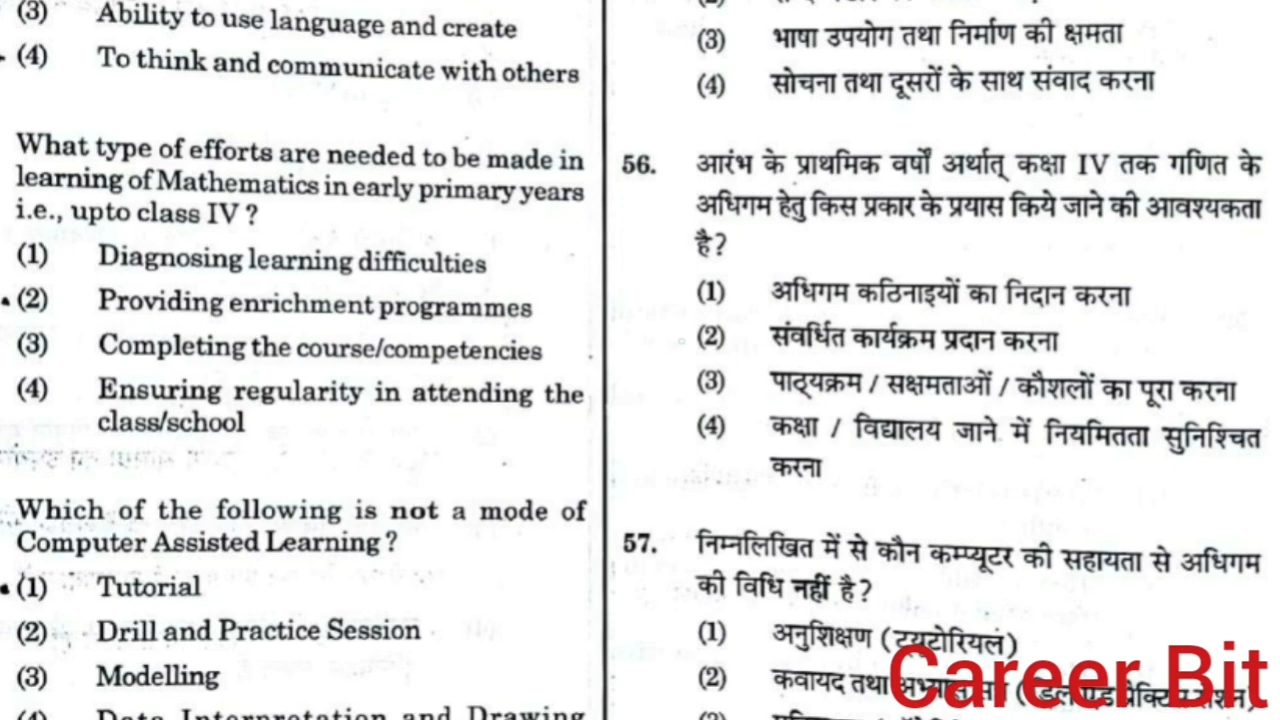 (3) Ability to use language and create
(4) To think and communicate with others
What type of efforts are needed to be made in
learning of Mathematics in early primary years
i.e., upto class IV ?
(1) Diagnosing learning difficulties
(2) Providing enrichment programmes
(3) Completing the course/competencies
(4) Ensuring regularity in attending the
class/school
Which of the following is not a mode of
Computer Assisted Learning ?
(1) Tutorial
(2) Drill and Practice Session
(3) Modelling
(4) Data Interpretation and Drawing
(3) भाषा उपयोग तथा निर्माण की क्षमता
(4) सोचना तथा दूसरों के साथ संवाद करना
56. आरंभ के प्राथमिक वर्षों अर्थात् कक्षा IV तक गणित के
अधिगम हेतु किस प्रकार के प्रयास किये जाने की आवश्यकता
है?
(1) अधिगम कठिनाइयों का निदान करना
(2) संवर्धित कार्यक्रम प्रदान करना
(3) पाठ्यक्रम / सक्षमताओं / कौशलों का पूरा करना
(4) कक्षा / विद्यालय जाने में नियमितता सुनिश्चित
करना
57. निम्नलिखित में से कौन कम्प्यूटर की सहायता से अधिगम
की विधि नहीं है?
(1) अनुशिक्षण (ट्यूटोरियल)
(2) कवायद तथा
Career Bit